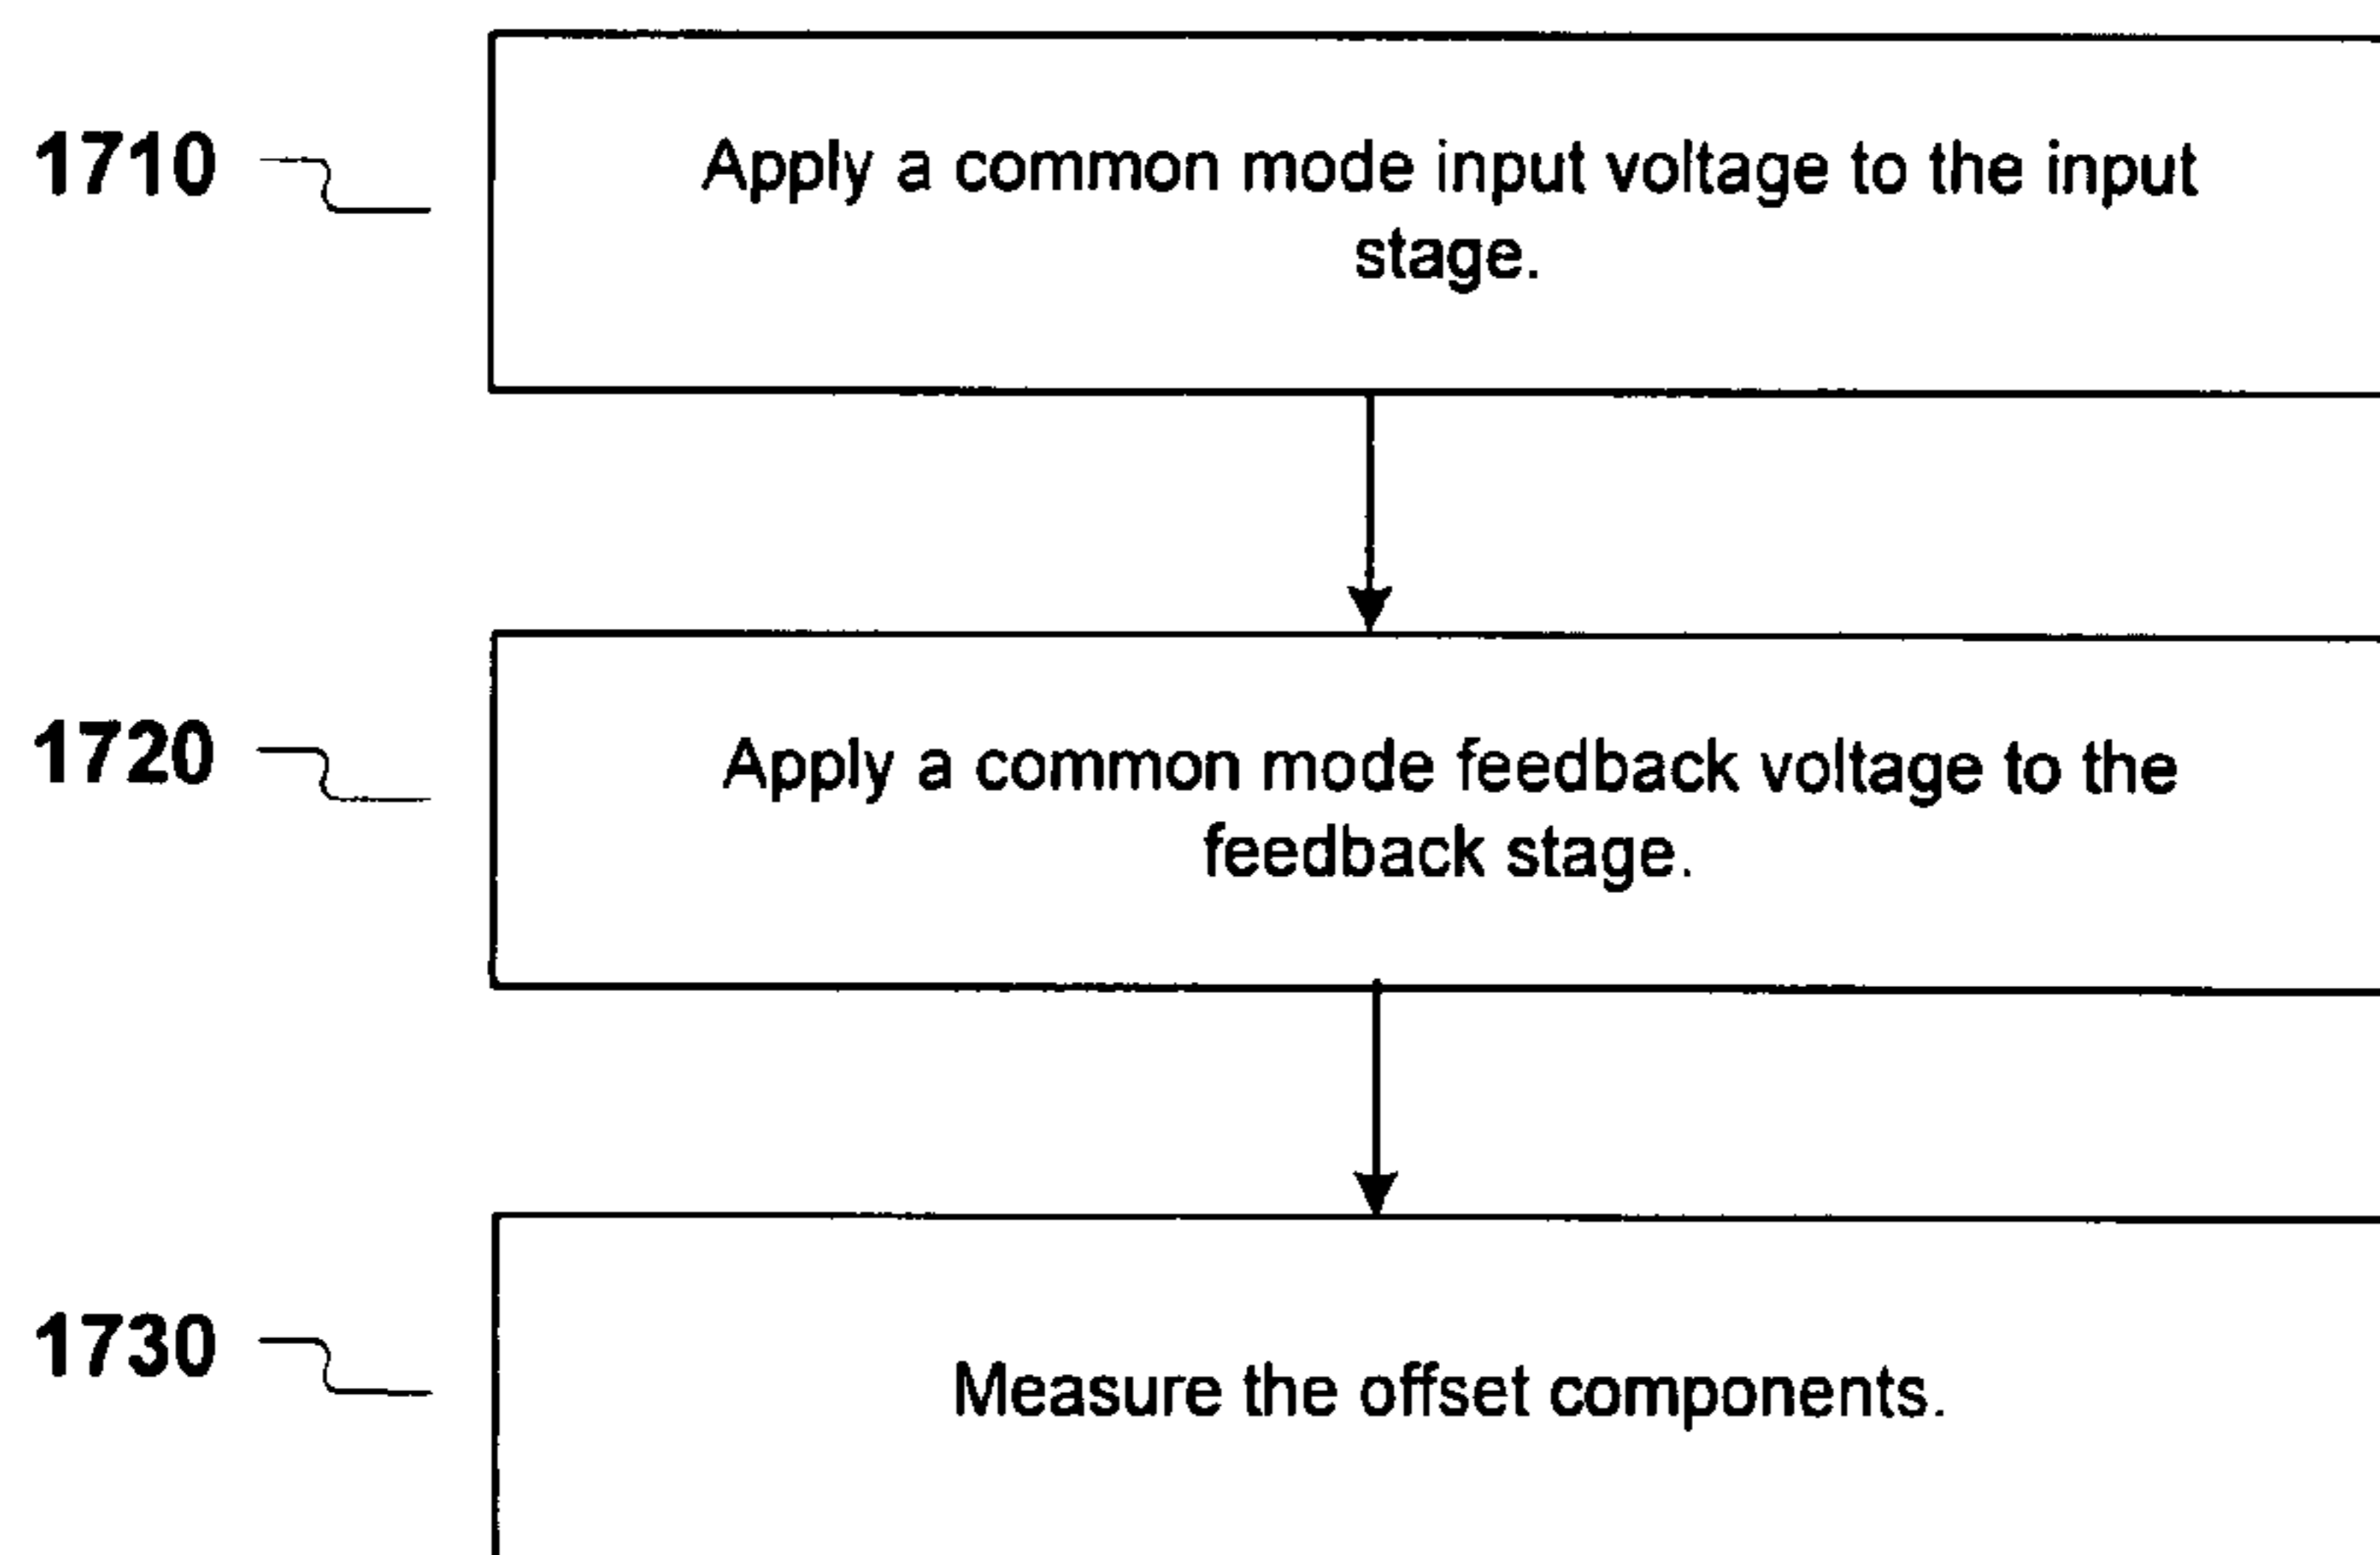 1710
Apply a common mode input voltage to the input
stage.
1720
Apply a common mode feedback voltage to the
feedback stage.
1730
Measure the offset components.